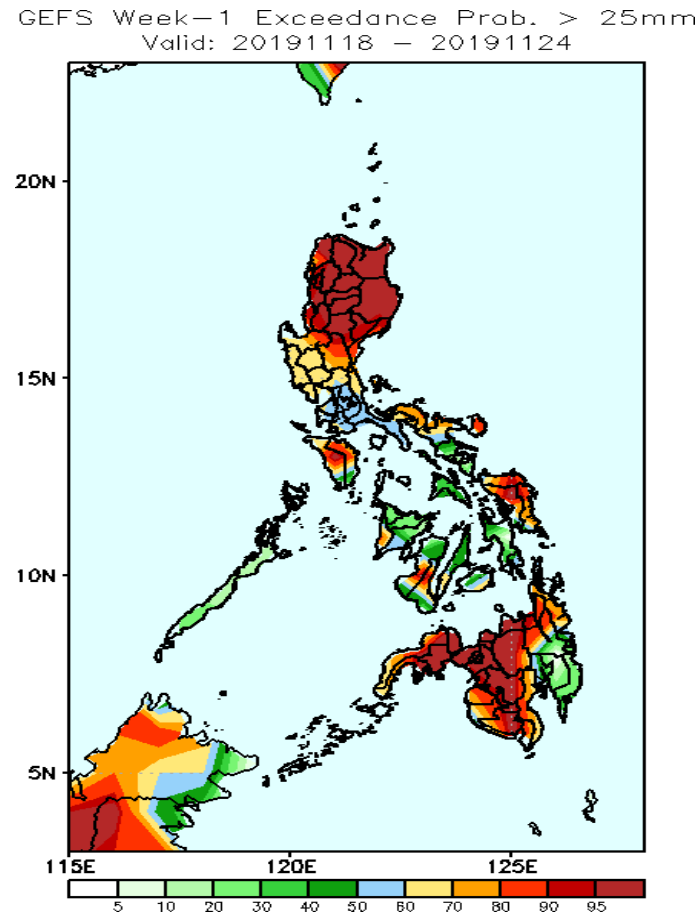 GEFS Week-1 Exceedance Prob. > 25mm
Valid: 20191118 - 20191124
20N
15N
10N
5N
115E 120E 125E
5 10 20 30 40 50 60 70 80 90 95